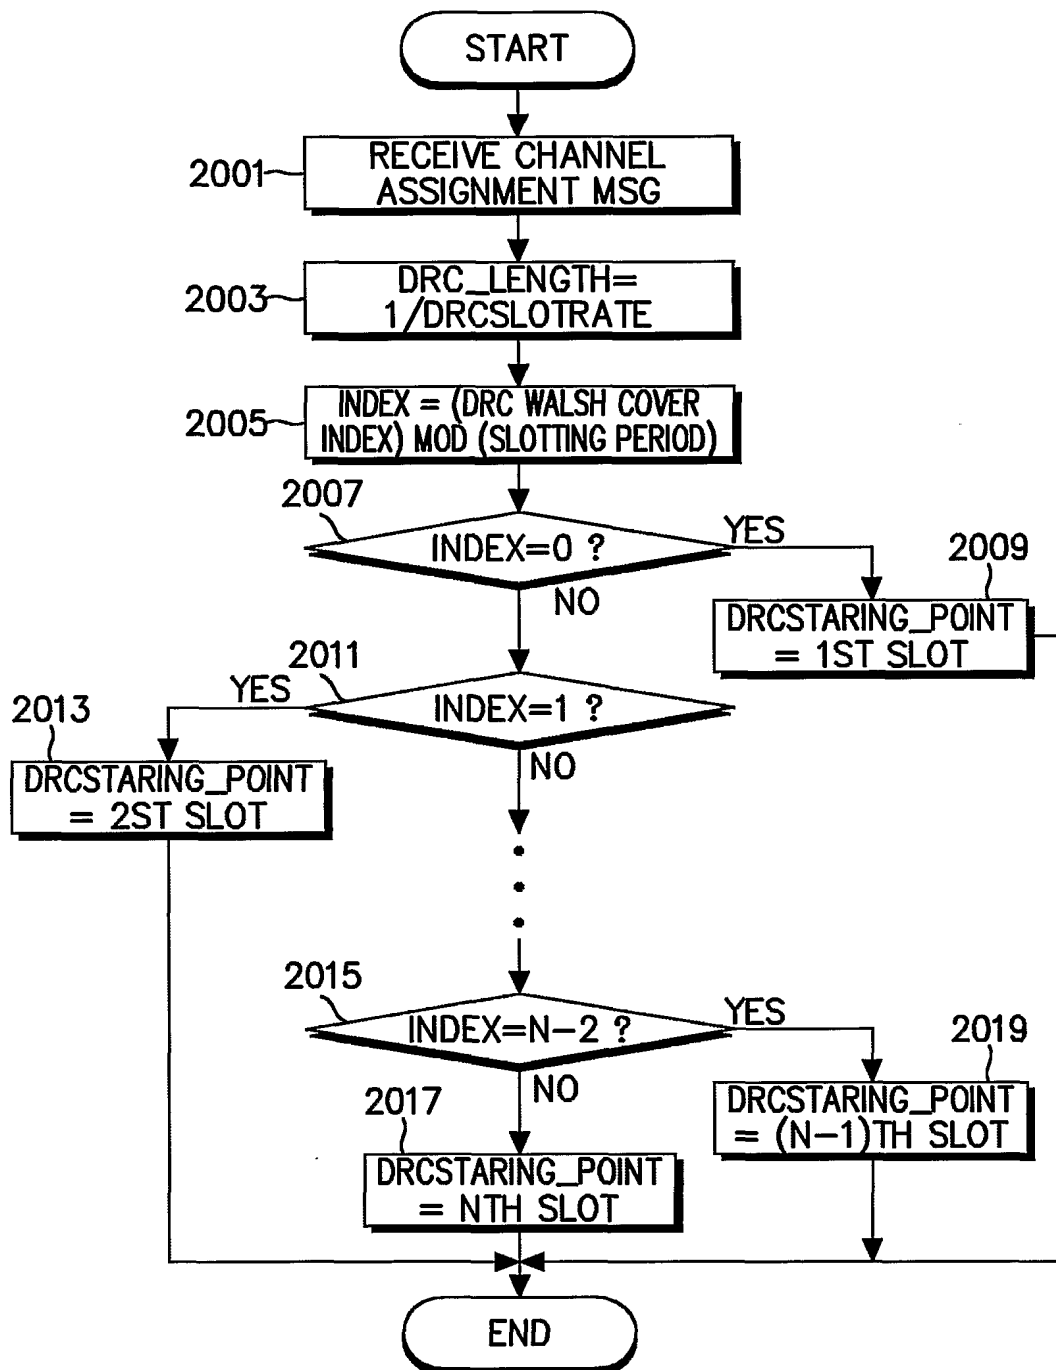 START
2001
RECEIVE CHANNEL
ASSIGNMENT MSG
2003
DRC_LENGTH=
1/DRCSLOTRATE
2005
INDEX = (DRC WALSH COVER
INDEX) MOD (SLOTTING PERIOD)
2007
INDEX=0 ?
YES
NO
2009
DRCSTARING_POINT
= 1ST SLOT
2011
INDEX=1 ?
YES
NO
2013
DRCSTARING_POINT
= 2ST SLOT
2015
INDEX=N-2 ?
YES
NO
2019
DRCSTARING_POINT
= (N-1)TH SLOT
2017
DRCSTARING_POINT
= NTH SLOT
END